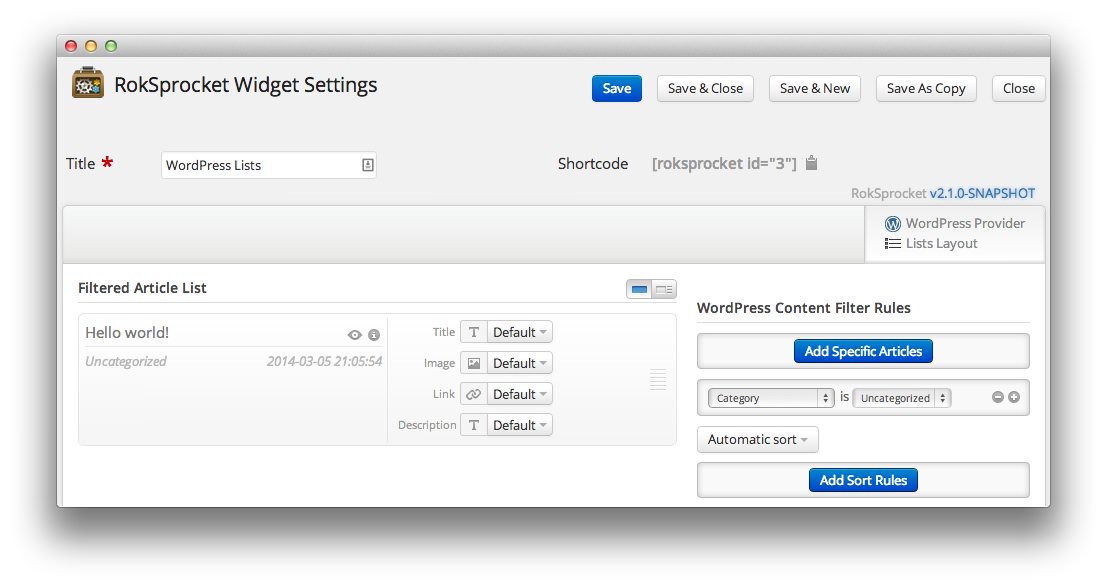 RokSprocket Widget Settings
Save
Save & Close
Save & New
Save As Copy
Close
Title *
WordPress Lists
Shortcode
[roksprocket id="3"]
RokSprocket v2.1.0-SNAPSHOT
WordPress Provider
Lists Layout
Filtered Article List
Hello world!
Uncategorized
2014-03-05 21:05:54
Title T Default
Image Default
Link Default
Description T Default
WordPress Content Filter Rules
Add Specific Articles
Category is Uncategorized
Automatic sort
Add Sort Rules